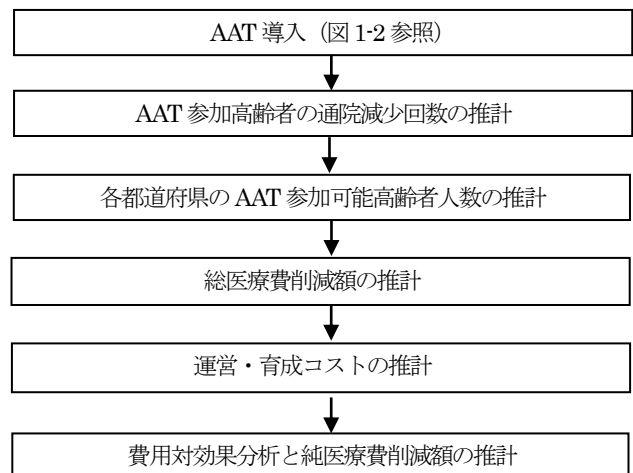 AAT 導入（図 1-2 参照）
AAT 参加高齢者の通院減少回数の推計
各都道府県の AAT 参加可能高齢者人数の推計
総医療費削減額の推計
運営・育成コストの推計
費用対効果分析と純医療費削減額の推計